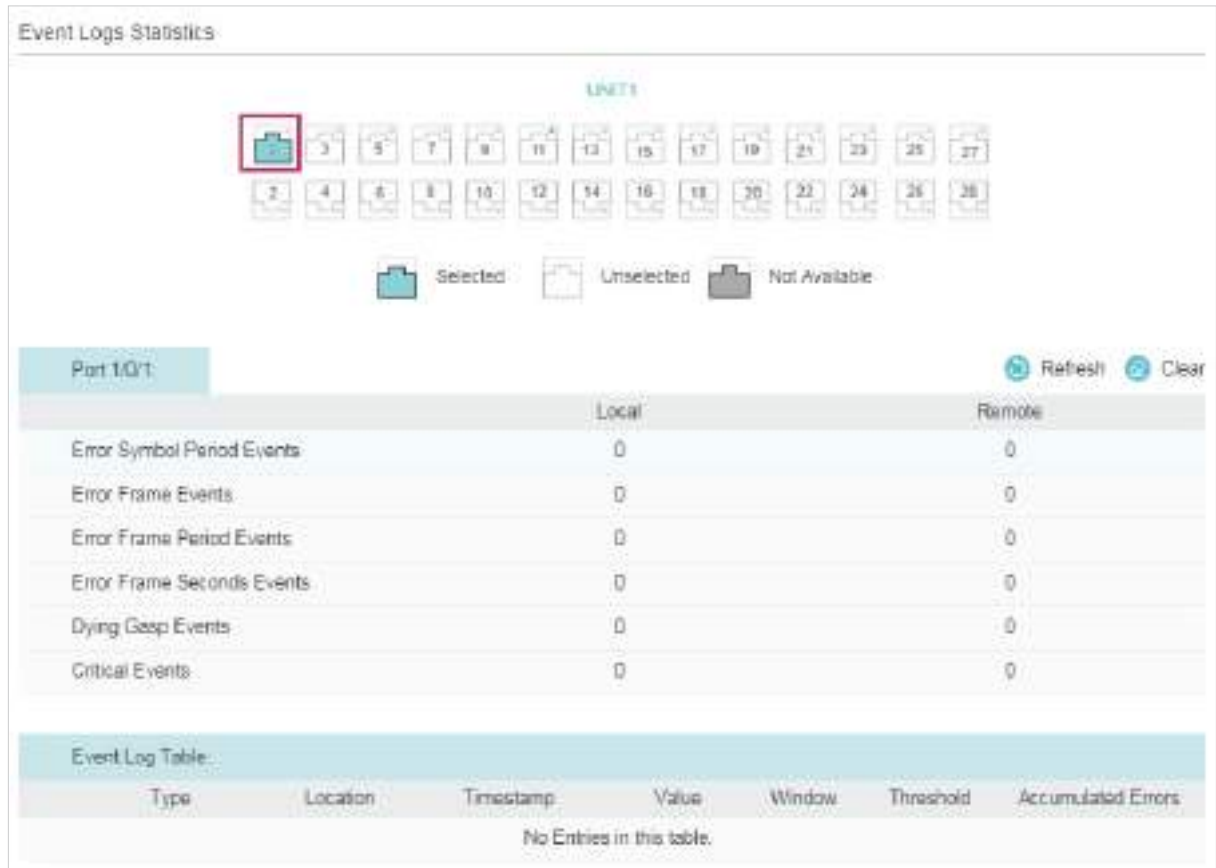 Event Logs Statistics
UNIT1
3 5 7 9 11 13 15 17 19 21 23 25 27
2 4 6 8 10 12 14 16 18 20 22 24 26 28
Selected Unselected Not Available
Port 1/0/1 Refresh Clear
Local Remote
Error Symbol Period Events 0 0
Error Frame Events 0 0
Error Frame Period Events 0 0
Error Frame Seconds Events 0 0
Dying Gasp Events 0 0
Critical Events 0 0
Event Log Table
Type Location Timestamp Value Window Threshold Accumulated Errors
No Entries in this table.